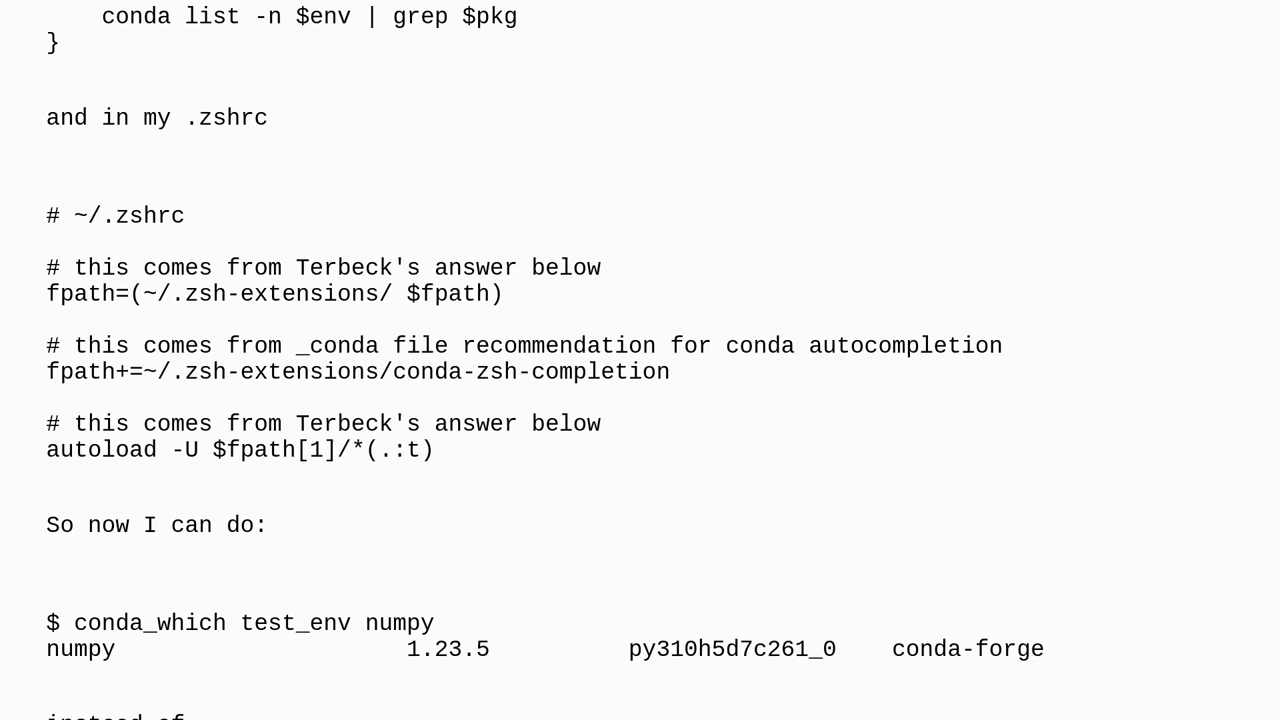 conda list -n $env | grep $pkg
}
and in my .zshrc
# ~/.zshrc
# this comes from Terbeck's answer below
fpath=(~/.zsh-extensions/ $fpath)
# this comes from _conda file recommendation for conda autocompletion
fpath+=~/.zsh-extensions/conda-zsh-completion
# this comes from Terbeck's answer below
autoload -U $fpath[1]/*(.:t)
So now I can do:
$ conda_which test_env numpy
numpy                     1.23.5          py310h5d7c261_0    conda-forge
instead of